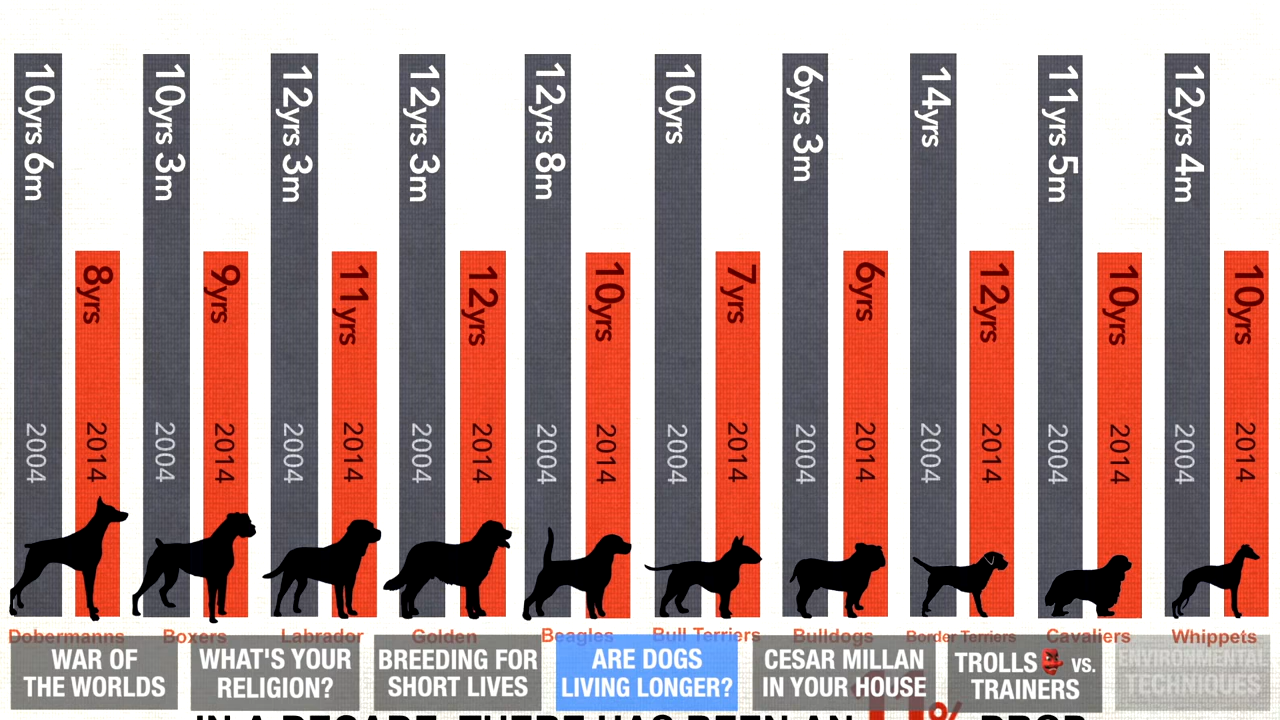 10yrs 6m
2004
8yrs
2014
10yrs 3m
2004
9yrs
2014
12yrs 3m
2004
11yrs
2014
12yrs 3m
2004
12yrs
2014
12yrs 8m
2004
10yrs
2014
10yrs
2004
7yrs
2014
6yrs 3m
2004
6yrs
2014
14yrs
2004
12yrs
2014
11yrs 5m
2004
10yrs
2014
12yrs 4m
2004
10yrs
2014
Dobermanns
Boxers
Labrador
Golden
Beagles
Bull Terriers
Bulldogs
Border Terriers
Cavaliers
Whippets
WAR OF
THE WORLDS
WHAT'S YOUR
RELIGION?
BREEDING FOR
SHORT LIVES
ARE DOGS
LIVING LONGER?
CESAR MILLAN
IN YOUR HOUSE
TROLLS👺 vs.
TRAINERS
ENVIRONMENTAL
TECHNIQUES
IN A DECADE, THERE HAS BEEN AN 11% DROP